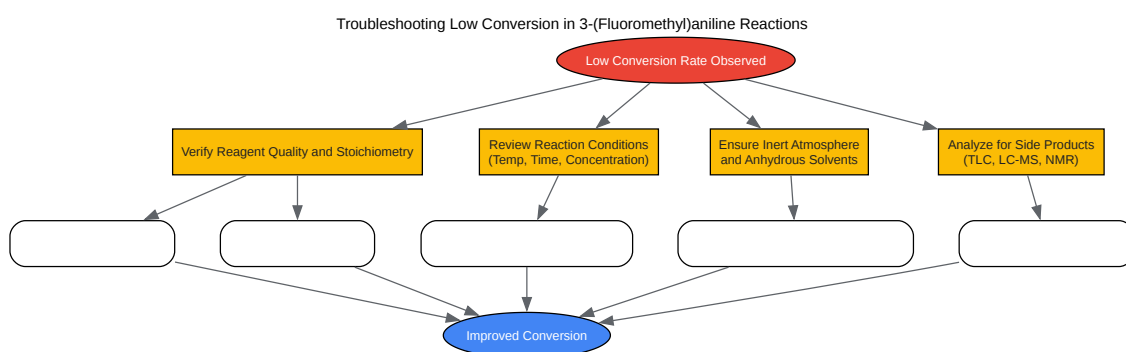 Troubleshooting Low Conversion in 3-(Fluoromethyl)aniline Reactions
Low Conversion Rate Observed
Verify Reagent Quality and Stoichiometry
Review Reaction Conditions
(Temp, Time, Concentration)
Ensure Inert Atmosphere
and Anhydrous Solvents
Analyze for Side Products
(TLC, LC-MS, NMR)
Improved Conversion